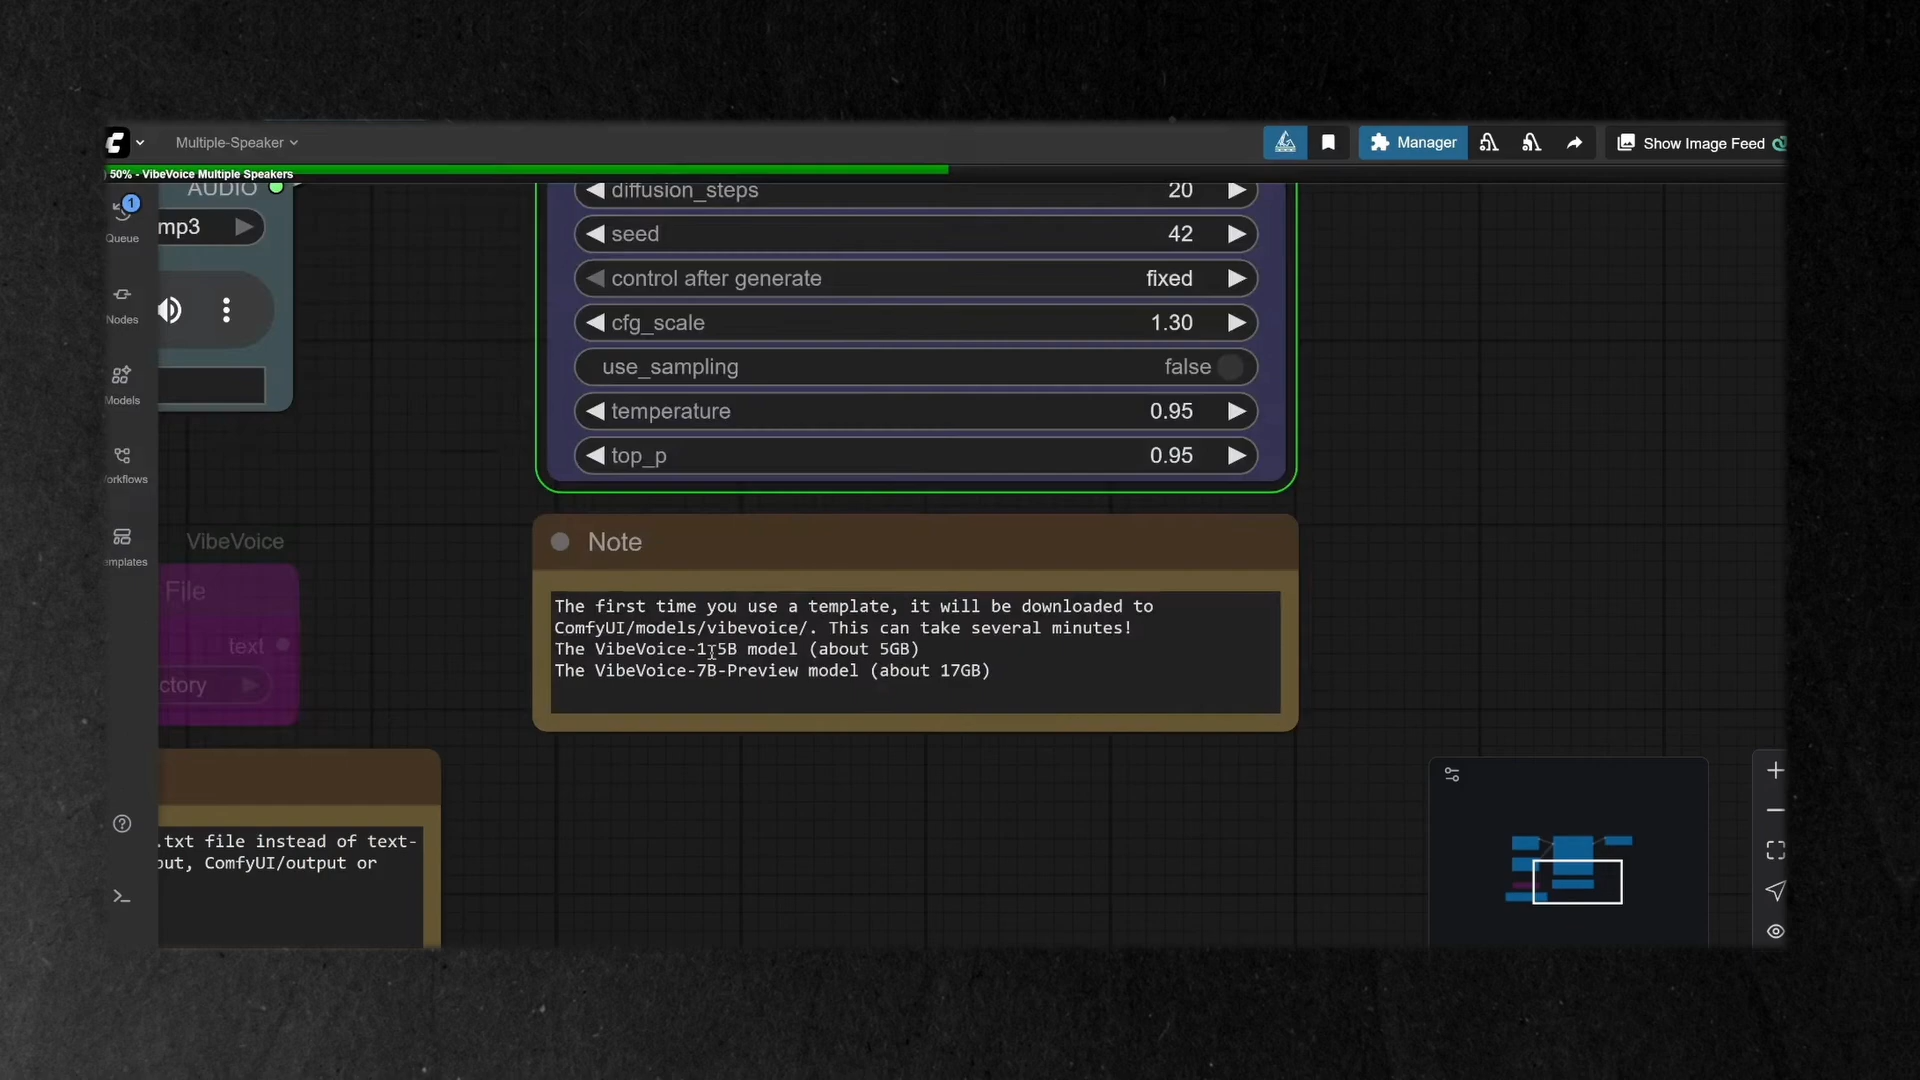 Multiple-Speaker
Manager
Show Image Feed
50% - VibeVoice Multiple Speakers
AUDIO
1
Queue
mp3
Nodes
Models
orkflows
emplates
diffusion_steps 20
seed 42
control after generate fixed
cfg_scale 1.30
use_sampling false
temperature 0.95
top_p 0.95
VibeVoice
File
text
ctory
Note
The first time you use a template, it will be downloaded to
ComfyUI/models/vibevoice/. This can take several minutes!
The VibeVoice-1.5B model (about 5GB)
The VibeVoice-7B-Preview model (about 17GB)
.txt file instead of text-
put, ComfyUI/output or